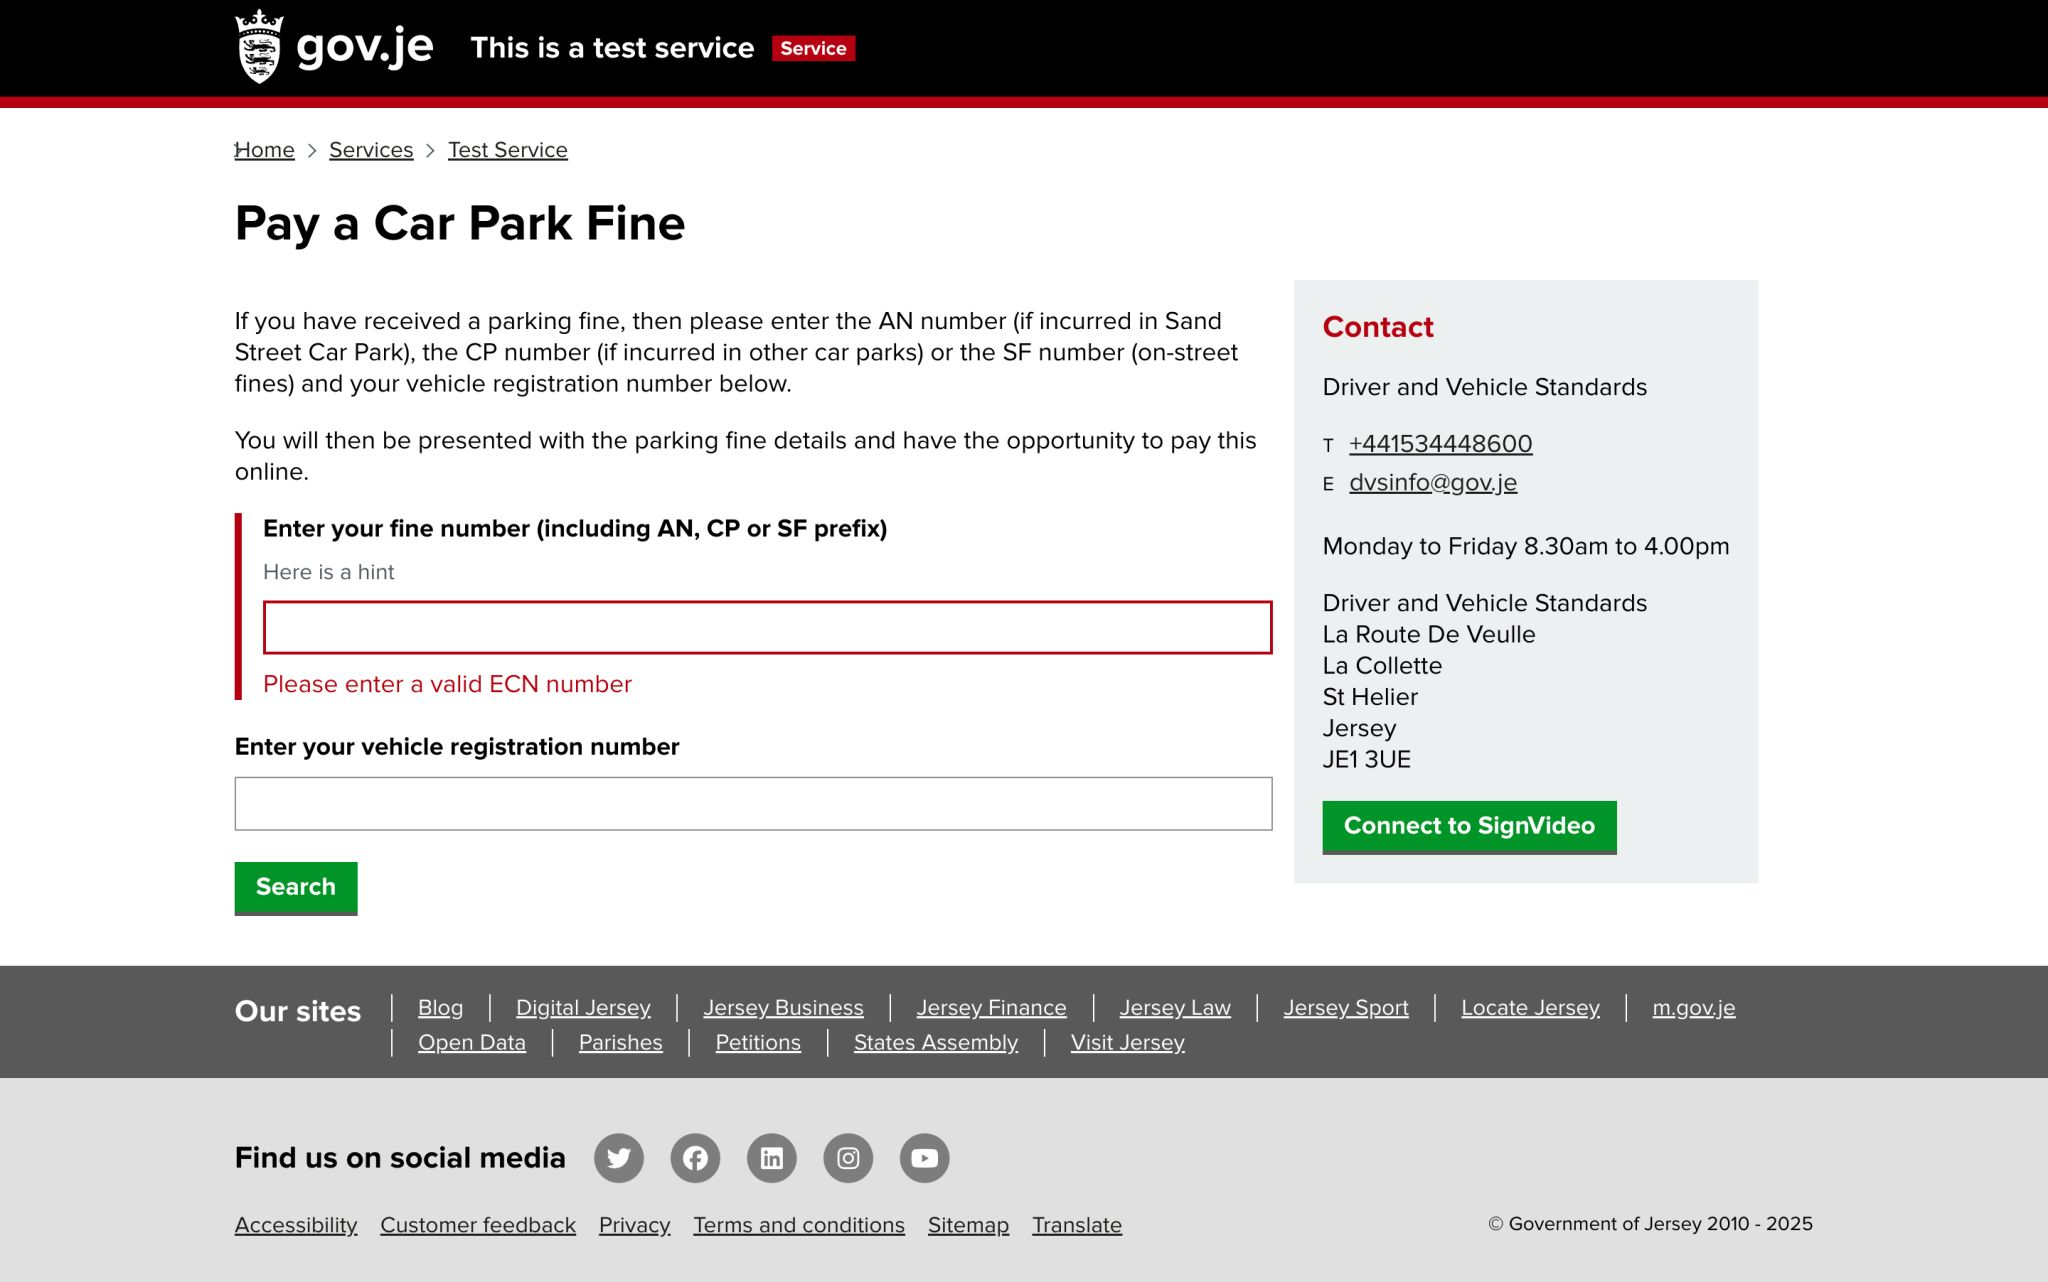 gov.je This is a test service Service
Home Services Test Service
Pay a Car Park Fine
If you have received a parking fine, then please enter the AN number (if incurred in Sand
Street Car Park), the CP number (if incurred in other car parks) or the SF number (on-street
fines) and your vehicle registration number below.
You will then be presented with the parking fine details and have the opportunity to pay this
online.
Enter your fine number (including AN, CP or SF prefix)
Here is a hint
Please enter a valid ECN number
Enter your vehicle registration number
Search
Contact
Driver and Vehicle Standards
T +441534448600
E dvsinfo@gov.je
Monday to Friday 8.30am to 4.00pm
Driver and Vehicle Standards
La Route De Veulle
La Collette
St Helier
Jersey
JE1 3UE
Connect to SignVideo
Our sites Blog Digital Jersey Jersey Business Jersey Finance Jersey Law Jersey Sport Locate Jersey m.gov.je
Open Data Parishes Petitions States Assembly Visit Jersey
Find us on social media
Accessibility Customer feedback Privacy Terms and conditions Sitemap Translate
© Government of Jersey 2010 - 2025